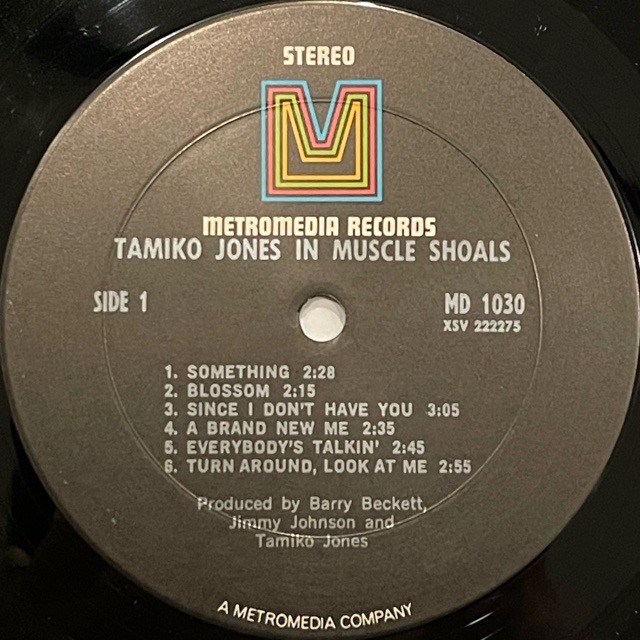 STEREO
METROMEDIA RECORDS
TAMIKO JONES IN MUSCLE SHOALS
SIDE 1
MD 1030
XSV 222275
1. SOMETHING 2:28
2. BLOSSOM 2:15
3. SINCE I DON'T HAVE YOU 3:05
4. A BRAND NEW ME 2:35
5. EVERYBODY'S TALKIN' 2:45
6. TURN AROUND, LOOK AT ME 2:55
Produced by Barry Beckett,
Jimmy Johnson and
Tamiko Jones
A METROMEDIA COMPANY